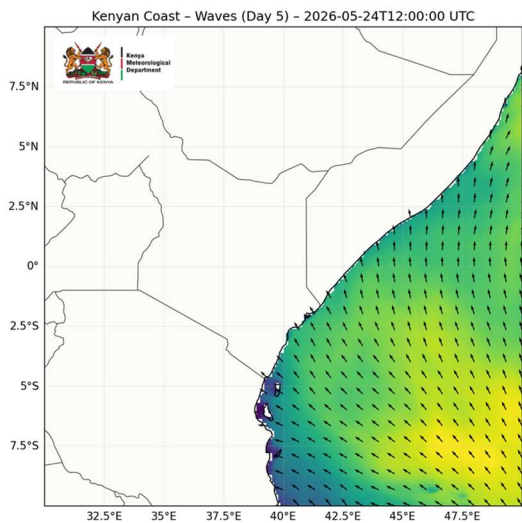 Kenyan Coast – Waves (Day 5) – 2026-05-24T12:00:00 UTC
Kenya
Meteorological
Department
REPUBLIC OF KENYA
7.5°N
5°N
2.5°N
0°
2.5°S
5°S
7.5°S
32.5°E 35°E 37.5°E 40°E 42.5°E 45°E 47.5°E